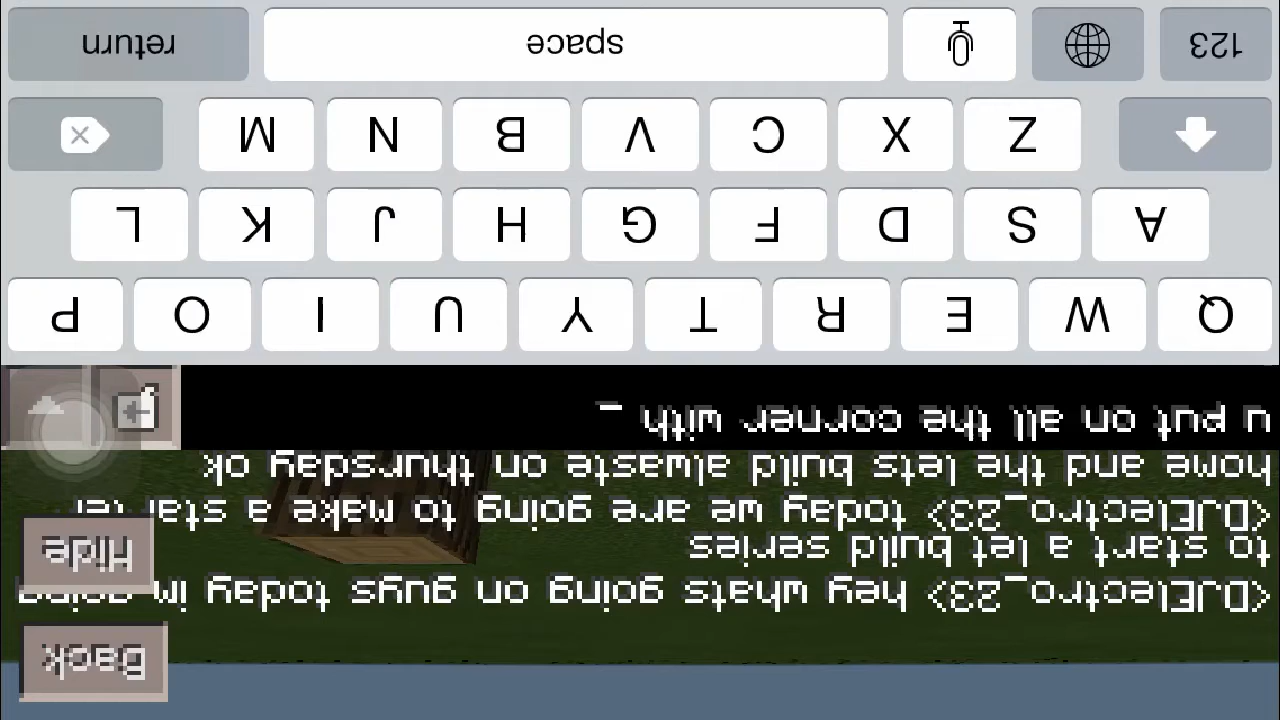 Back
<DJElectro_23> hey whats going on guys today im going
to start a let build series
Hide
<DJElectro_23> today we are going to make a starter
home and the lets build alwaste on thursday ok
u put on all the corner with _
Q W E R T Y U I O P
A S D F G H J K L
Z X C V B N M
123 space return